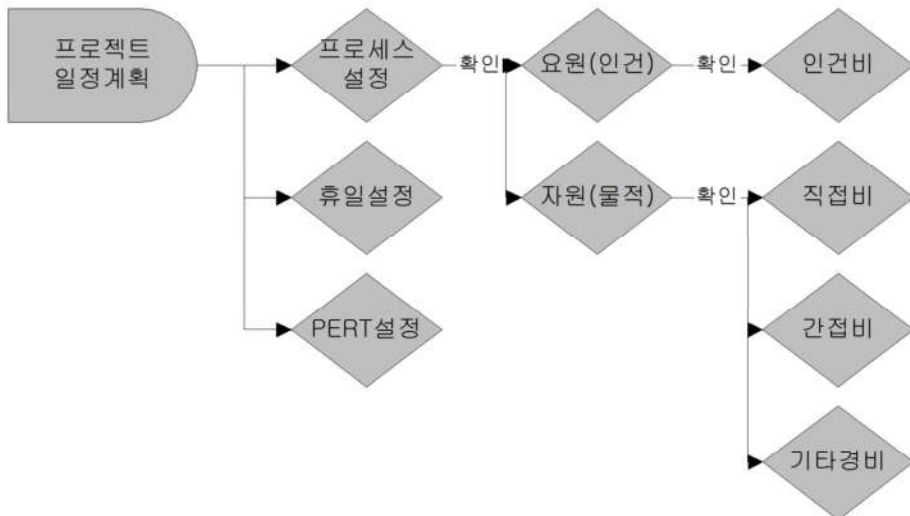 프로젝트
일정계획
프로세스
설정
확인
요원(인건)
확인
인건비
휴일설정
자원(물적)
확인
직접비
PERT설정
간접비
기타경비